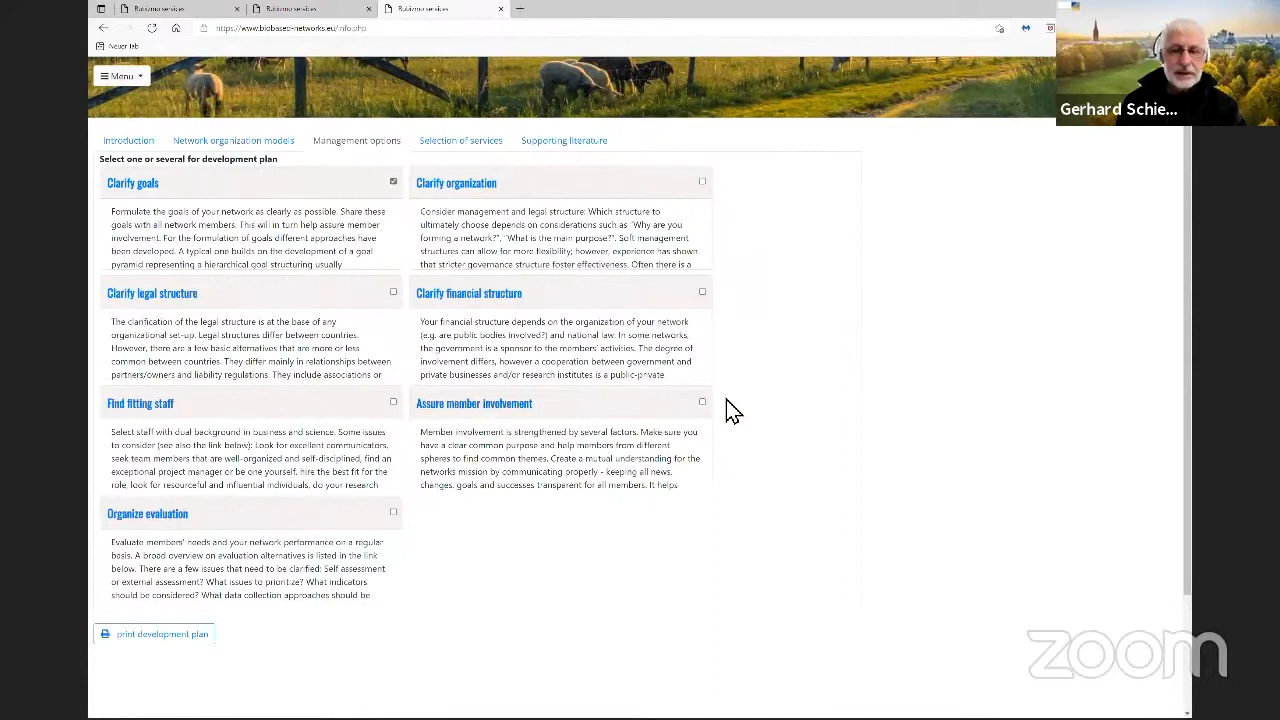 Rubizmo services
Rubizmo services
Rubizmo services
https://www.biobased-networks.eu/info.php
Neuer Tab
Menu
Gerhard Schie...
Introduction
Network organization models
Management options
Selection of services
Supporting literature
Select one or several for development plan
Clarify goals
Formulate the goals of your network as clearly as possible. Share these
goals with all network members. This will in turn help assure member
involvement. For the formulation of goals different approaches have
been developed. A typical one builds on the development of a goal
pyramid representing a hierarchical goal structuring usually
Clarify organization
Consider management and legal structure: Which structure to
ultimately choose depends on considerations such as "Why are you
forming a network?", "What is the main purpose?". Soft management
structures can allow for more flexibility; however, experience has shown
that stricter governance structure foster effectiveness. Often there is a
Clarify legal structure
The clarification of the legal structure is at the base of any
organizational set-up. Legal structures differ between countries.
However, there are a few basic alternatives that are more or less
common between countries. They differ mainly in relationships between
partners/owners and liability regulations. They include associations or
Clarify financial structure
Your financial structure depends on the organization of your network
(e.g. are public bodies involved?) and national law. In some networks,
the government is a sponsor to the members' activities. The degree of
involvement differs, however a cooperation between government and
private businesses and/or research institutes is a public-private
Find fitting staff
Select staff with dual background in business and science. Some issues
to consider (see also the link below): Look for excellent communicators,
seek team members that are well-organized and self-disciplined, find an
exceptional project manager or be one yourself, hire the best fit for the
role, look for resourceful and influential individuals, do your research
Assure member involvement
Member involvement is strengthened by several factors. Make sure you
have a clear common purpose and help members from different
spheres to find common themes. Create a mutual understanding for the
networks mission by communicating properly - keeping all news,
changes, goals and successes transparent for all members. It helps
Organize evaluation
Evaluate members' needs and your network performance on a regular
basis. A broad overview on evaluation alternatives is listed in the link
below. There are a few issues that need to be clarified: Self assessment
or external assessment? What issues to prioritize? What indicators
should be considered? What data collection approaches should be
print development plan
zoom